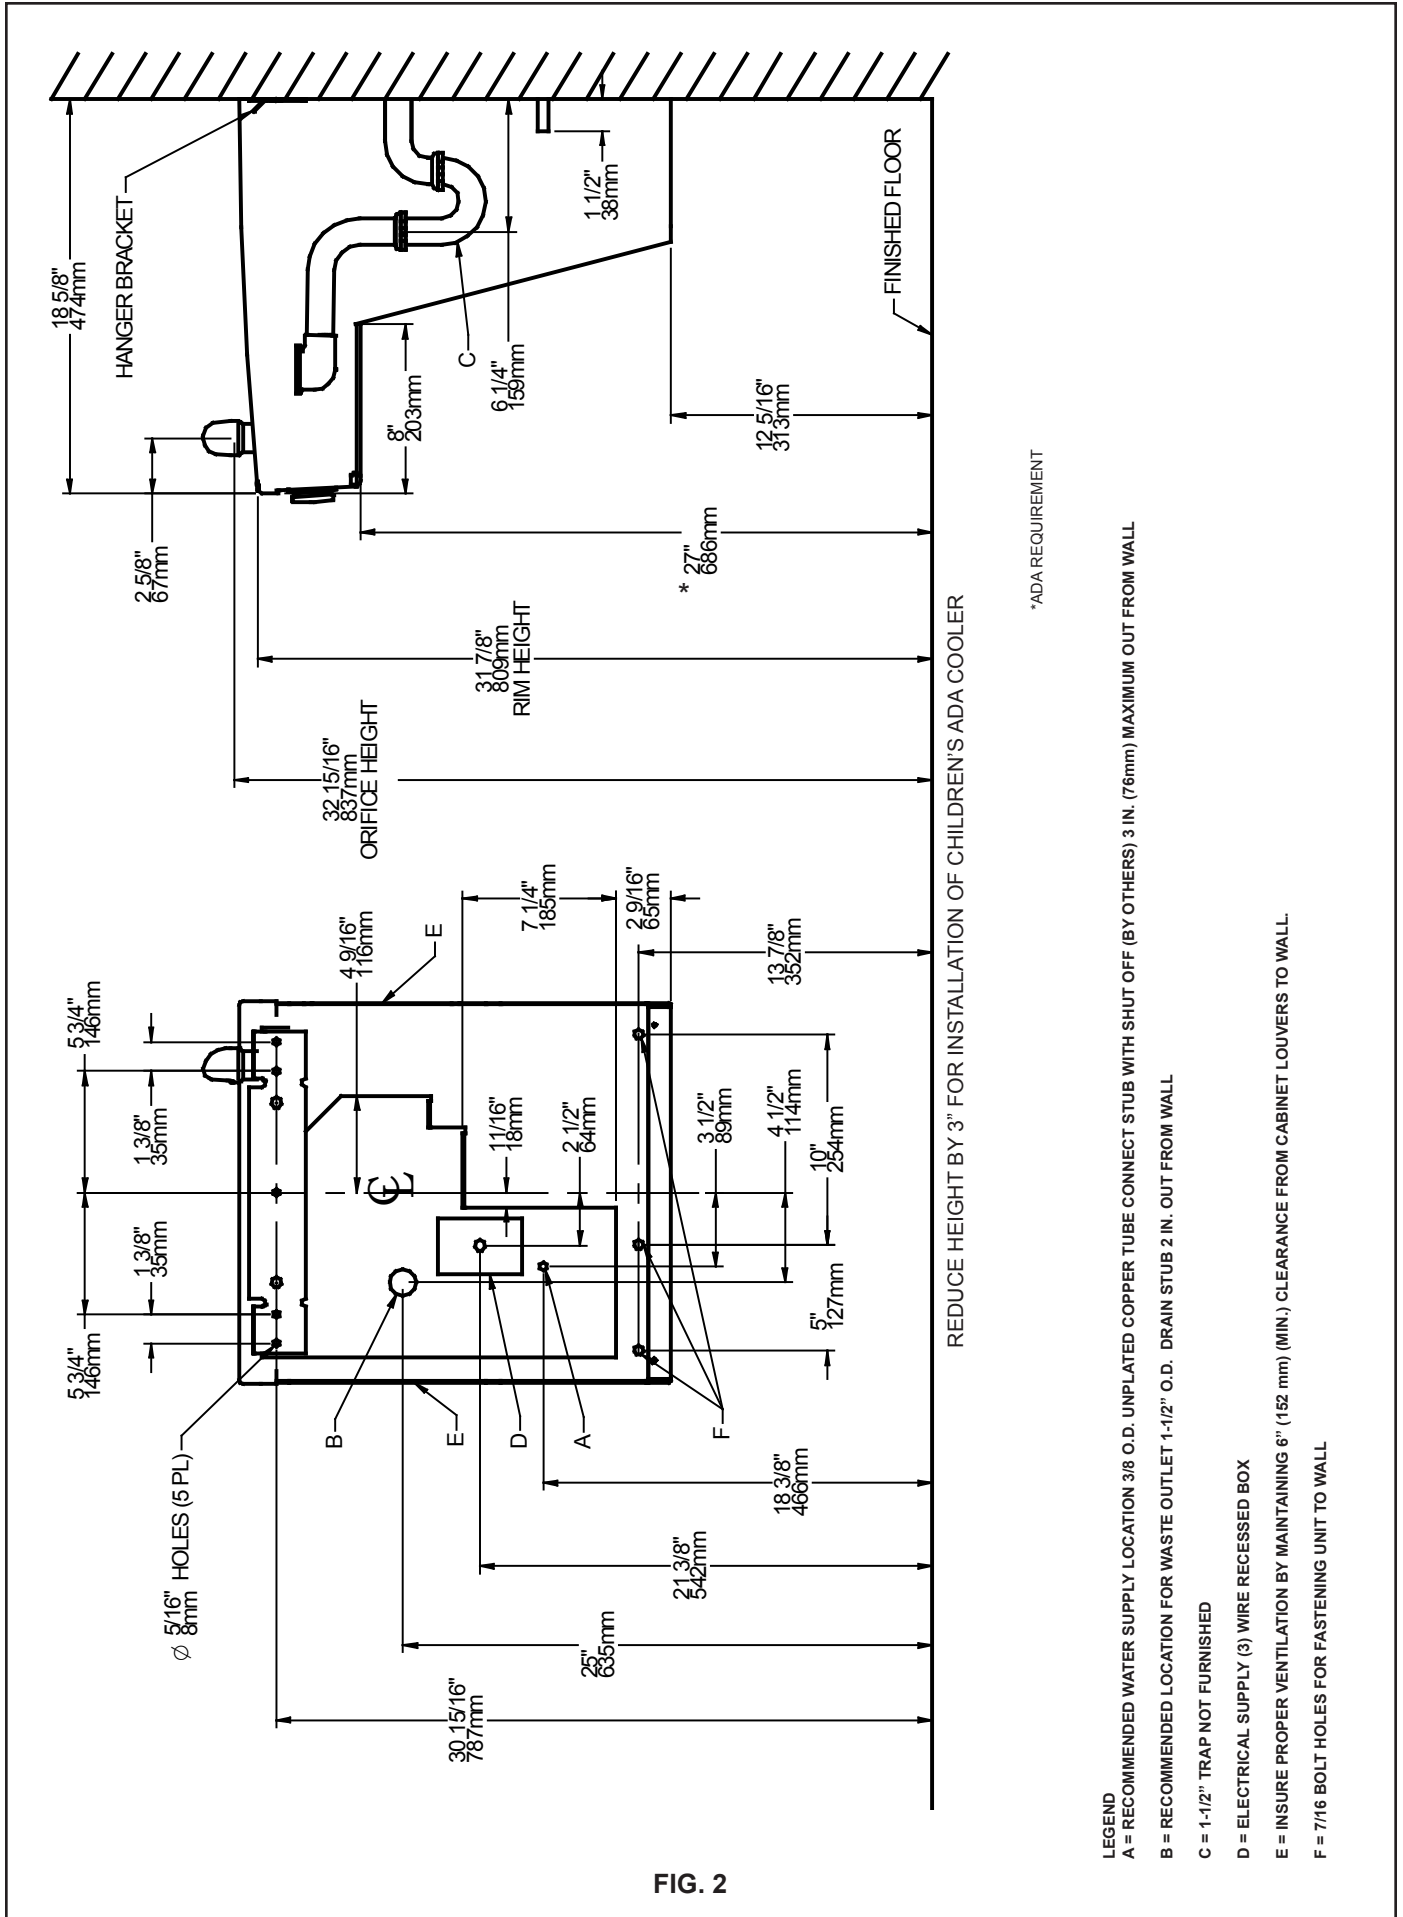 18 5/8"
474mm
HANGER BRACKET
2 5/8"
67mm
8"
203mm
C
6 1/4"
159mm
1 1/2"
38mm
12 5/16"
313mm
FINISHED FLOOR
* 27"
686mm
31 7/8"
809mm
RIM HEIGHT
32 15/16"
837mm
ORIFICE HEIGHT
*ADA REQUIREMENT
5 3/4"
146mm
1 3/8"
35mm
1 3/8"
35mm
5 3/4"
146mm
4 9/16"
116mm
E
7 1/4"
185mm
2 9/16"
65mm
13 7/8"
352mm
CL
11/16"
18mm
2 1/2"
64mm
3 1/2"
89mm
4 1/2"
114mm
10"
254mm
5"
127mm
B
E
D
A
F
∅ 5/16" HOLES (5 PL)
8mm
18 3/8"
466mm
21 3/8"
542mm
25"
635mm
30 15/16"
787mm
REDUCE HEIGHT BY 3” FOR INSTALLATION OF CHILDREN’S ADA COOLER
LEGEND
A = RECOMMENDED WATER SUPPLY LOCATION 3/8 O.D. UNPLATED COPPER TUBE CONNECT STUB WITH SHUT OFF (BY OTHERS) 3 IN. (76mm) MAXIMUM OUT FROM WALL
B = RECOMMENDED LOCATION FOR WASTE OUTLET 1-1/2” O.D. DRAIN STUB 2 IN. OUT FROM WALL
C = 1-1/2” TRAP NOT FURNISHED
D = ELECTRICAL SUPPLY (3) WIRE RECESSED BOX
E = INSURE PROPER VENTILATION BY MAINTAINING 6” (152 mm) (MIN.) CLEARANCE FROM CABINET LOUVERS TO WALL.
F = 7/16 BOLT HOLES FOR FASTENING UNIT TO WALL
FIG. 2